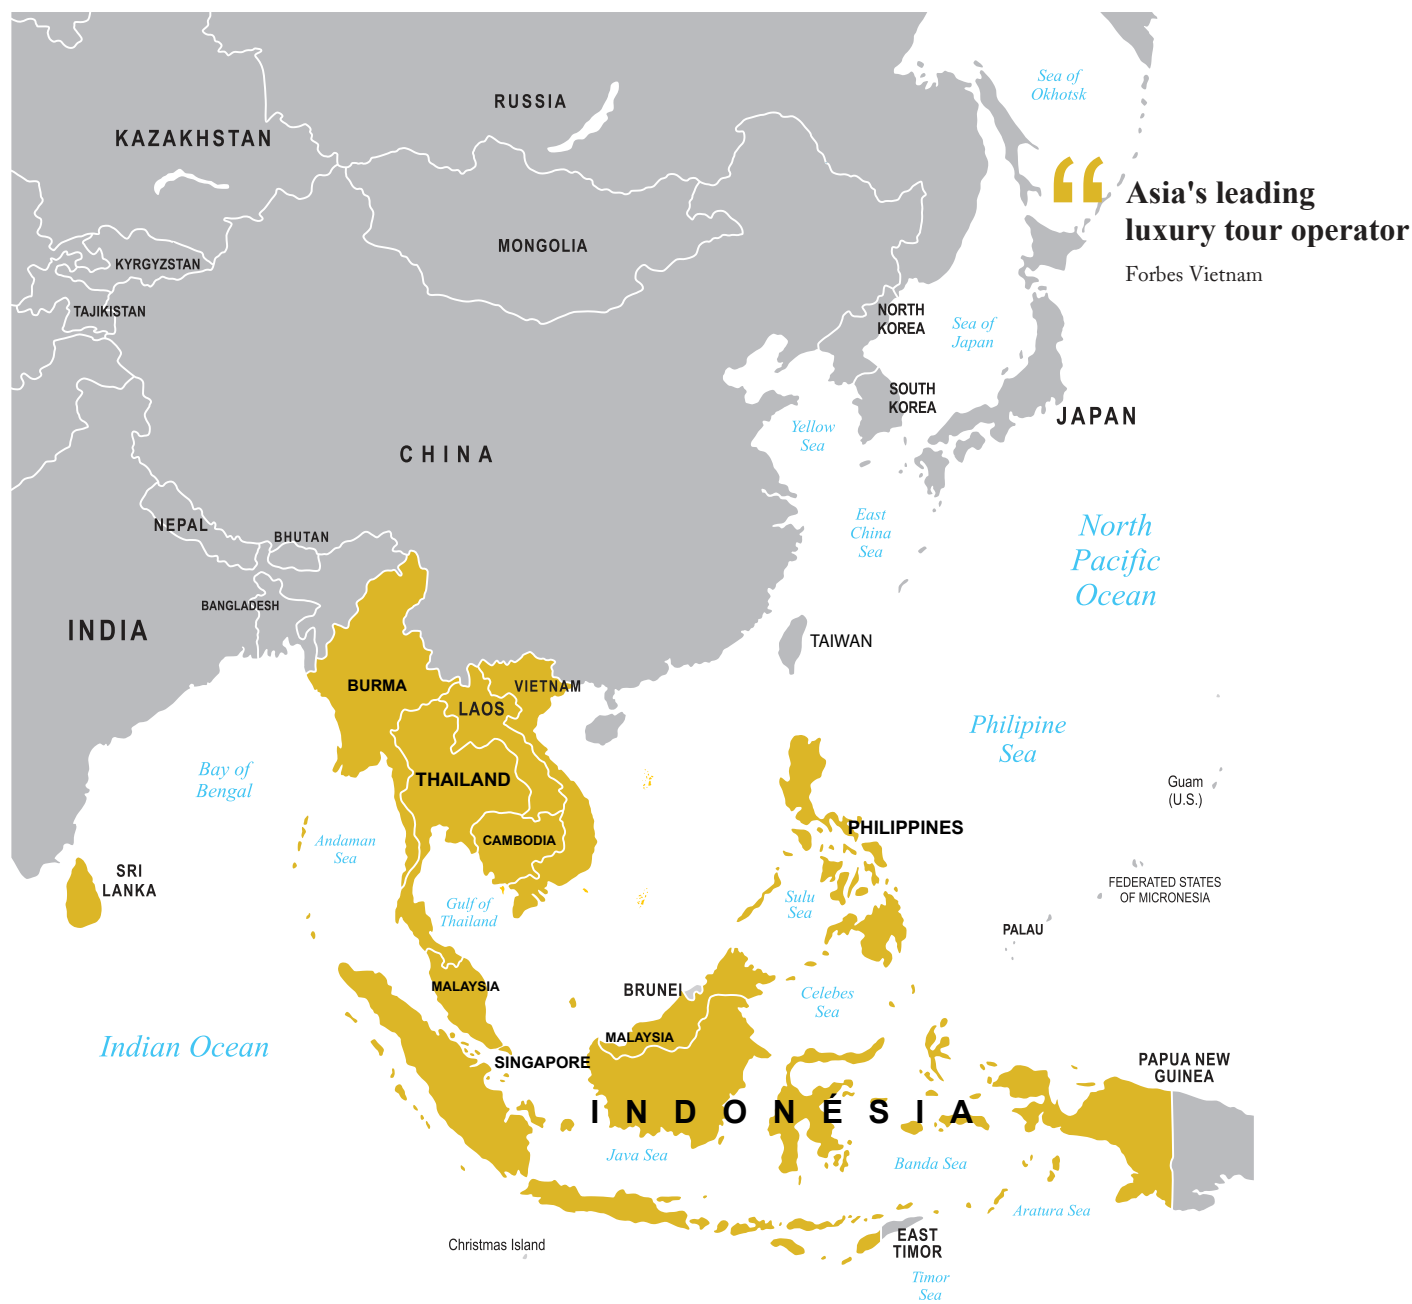 Sea of
Okhotsk
RUSSIA
KAZAKHSTAN
Asia's leading
luxury tour operator
Forbes Vietnam
MONGOLIA
KYRGYZSTAN
TAJIKISTAN
NORTH
KOREA
Sea of
Japan
SOUTH
KOREA
JAPAN
Yellow
Sea
CHINA
NEPAL
BHUTAN
East
China
Sea
North
Pacific
Ocean
BANGLADESH
INDIA
TAIWAN
BURMA
VIETNAM
LAOS
Philipine
Sea
Bay of
Bengal
THAILAND
Guam
(U.S.)
PHILIPPINES
Andaman
Sea
CAMBODIA
SRI
LANKA
FEDERATED STATES
OF MICRONESIA
Sulu
Sea
Gulf of
Thailand
PALAU
MALAYSIA
BRUNEI
Celebes
Sea
Indian Ocean
MALAYSIA
SINGAPORE
PAPUA NEW
GUINEA
INDONÉSIA
Java Sea
Banda Sea
Aratura Sea
Christmas Island
EAST
TIMOR
Timor
Sea